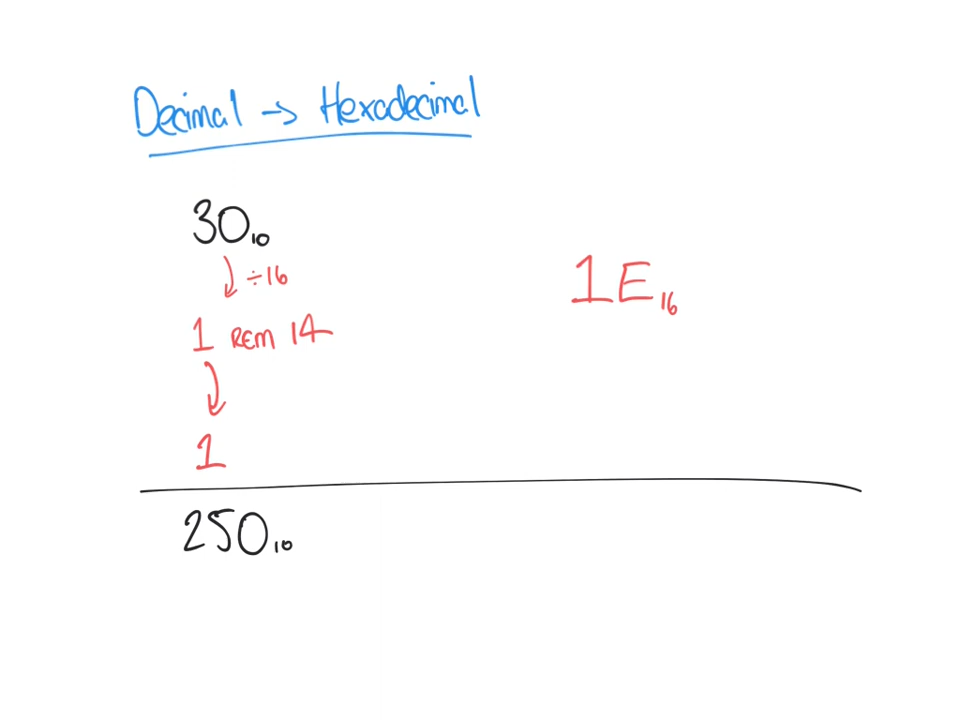 Decimal → Hexadecimal
30₁₀
÷16
1E₁₆
1 REM 14
1
250₁₀